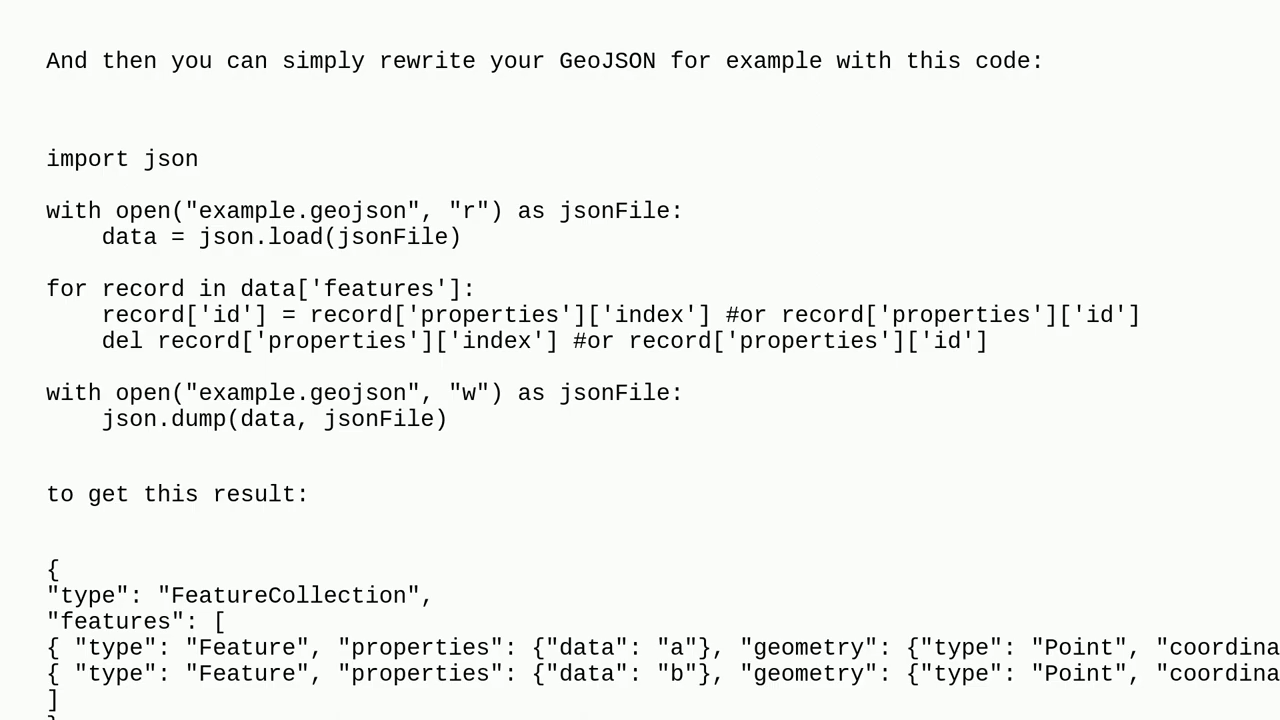 And then you can simply rewrite your GeoJSON for example with this code:
import json
with open("example.geojson", "r") as jsonFile:
    data = json.load(jsonFile)
for record in data['features']:
    record['id'] = record['properties']['index'] #or record['properties']['id']
    del record['properties']['index'] #or record['properties']['id']
with open("example.geojson", "w") as jsonFile:
    json.dump(data, jsonFile)
to get this result:
{
"type": "FeatureCollection",
"features": [
{ "type": "Feature", "properties": {"data": "a"}, "geometry": {"type": "Point", "coordina
{ "type": "Feature", "properties": {"data": "b"}, "geometry": {"type": "Point", "coordina
]
}